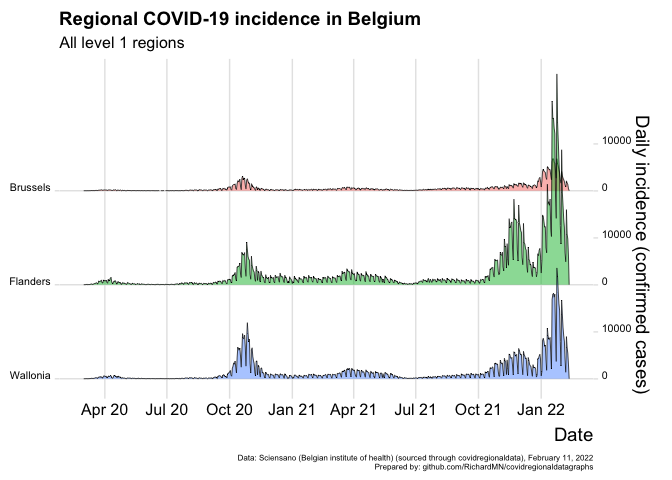 Regional COVID-19 incidence in Belgium
All level 1 regions
10000
Brussels
0
10000
Flanders
0
10000
Wallonia
0
Daily incidence (confirmed cases)
Apr 20 Jul 20 Oct 20 Jan 21 Apr 21 Jul 21 Oct 21 Jan 22
Date
Data: Sciensano (Belgian institute of health) (sourced through covidregionaldata), February 11, 2022
Prepared by: github.com/RichardMN/covidregionaldatagraphs